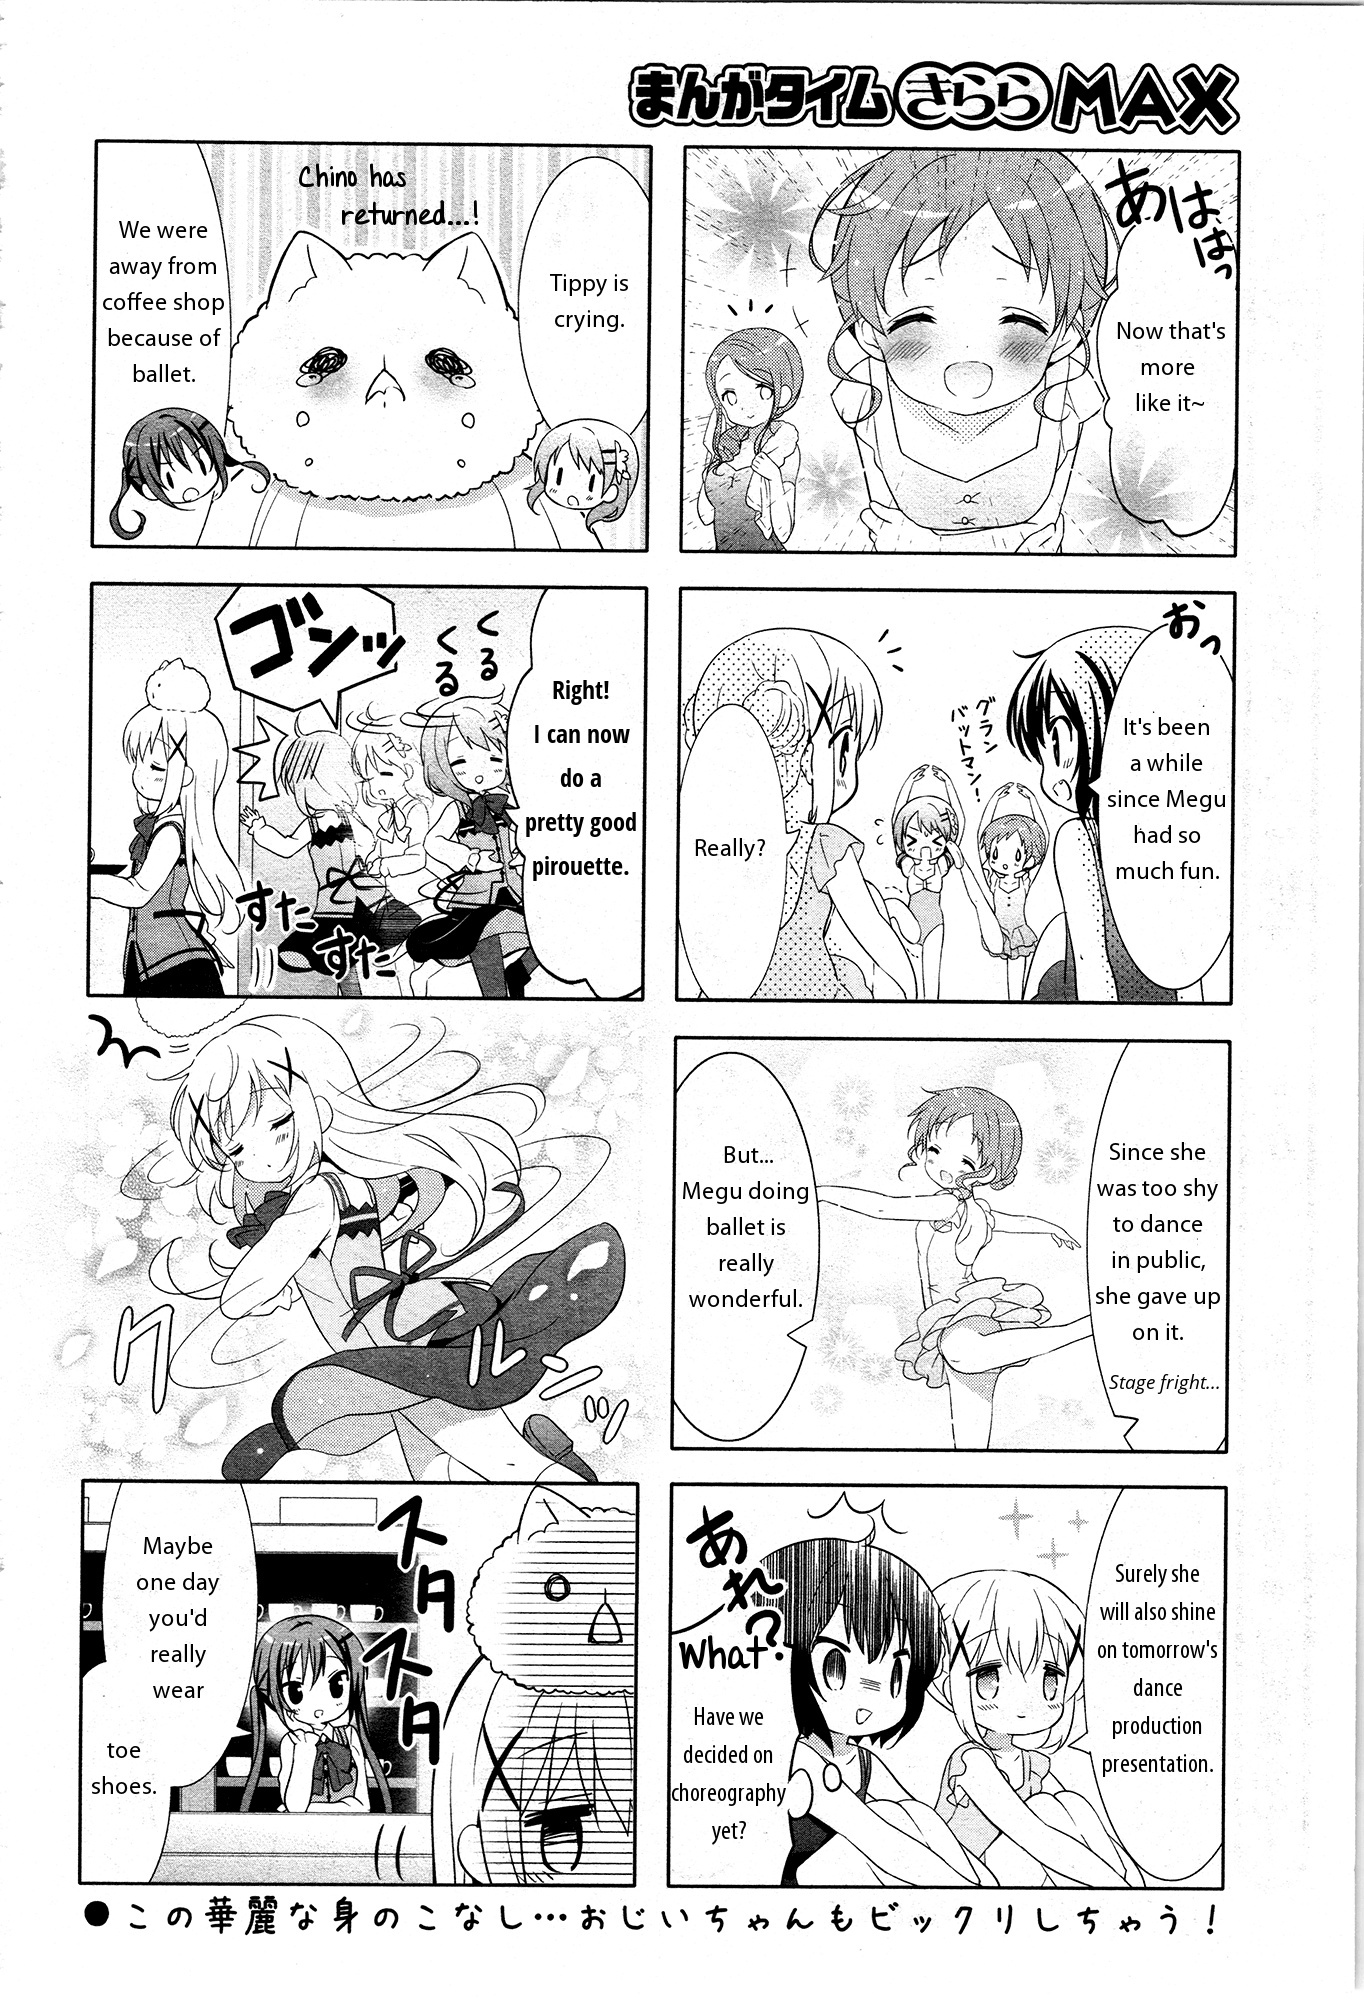 まんがタイムきららMAX
あはは
はっ
Now that's
more
like it~
おっ
It's been
a while
since Megu
had so
much fun.
グラン
バットマン!
Really?
Since she
was too shy
to dance
in public,
she gave up
on it.
Stage fright...
But...
Megu doing
ballet is
really
wonderful.
Surely she
will also shine
on tomorrow's
dance
production
presentation.
あれ?
What?
Have we
decided on
choreography
yet?
Chino has
returned...!
Tippy is
crying.
We were
away from
coffee shop
because of
ballet.
Right!
I can now
do a
pretty good
pirouette.
くる
くる
ゴンッ
すた
すた
クルンッ
スタ
スタ
Maybe
one day
you'd
really
wear
toe
shoes.
●この華麗な身のこなし…おじいちゃんもビックリしちゃう!